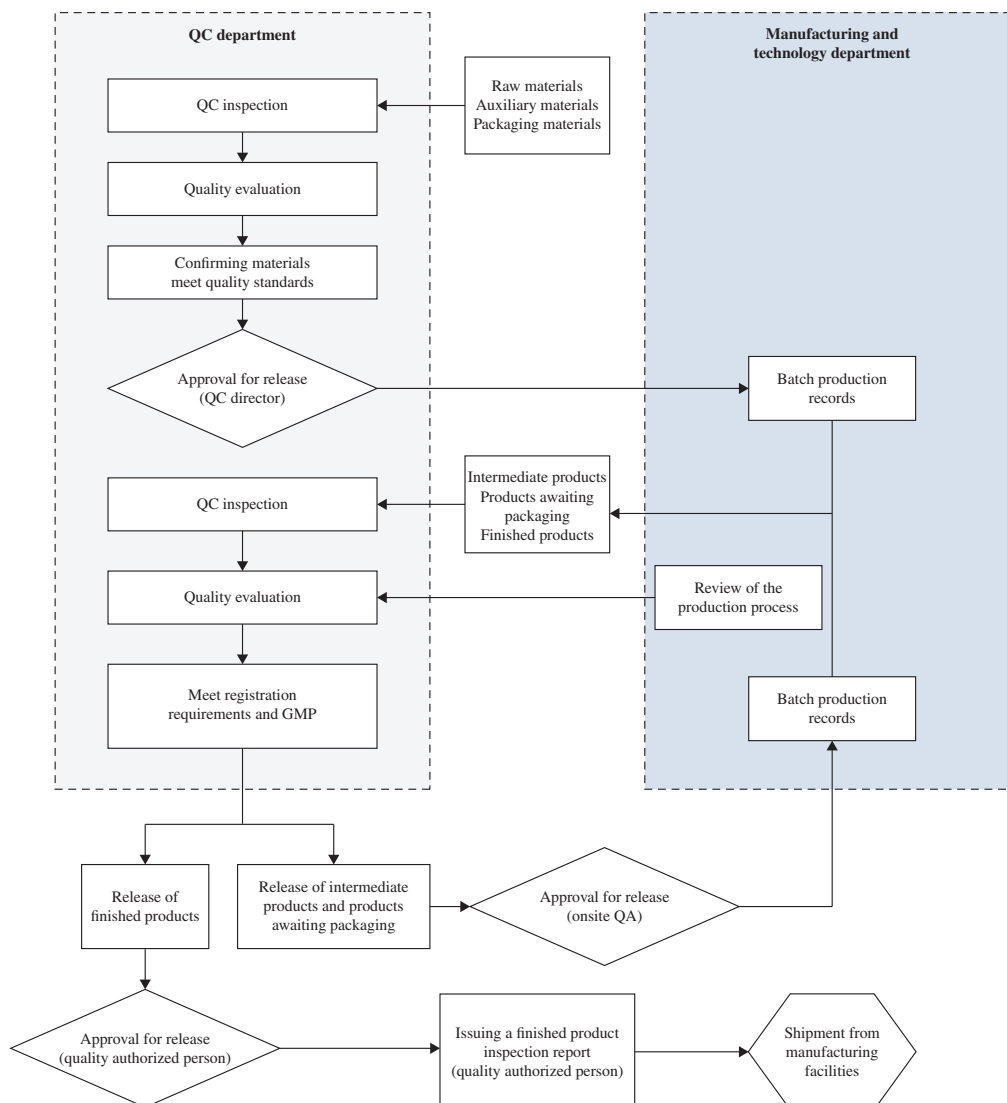 QC department
Manufacturing and
technology department
QC inspection
Raw materials
Auxiliary materials
Packaging materials
Quality evaluation
Confirming materials
meet quality standards
Approval for release
(QC director)
Batch production
records
QC inspection
Intermediate products
Products awaiting
packaging
Finished products
Quality evaluation
Review of the
production process
Meet registration
requirements and GMP
Batch production
records
Release of
finished products
Release of intermediate
products and products
awaiting packaging
Approval for release
(onsite QA)
Approval for release
(quality authorized person)
Issuing a finished product
inspection report
(quality authorized person)
Shipment from
manufacturing
facilities